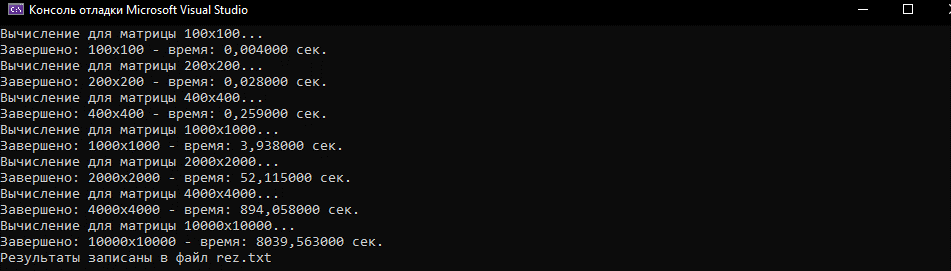 Консоль отладки Microsoft Visual Studio
Вычисление для матрицы 100x100...
Завершено: 100x100 - время: 0,004000 сек.
Вычисление для матрицы 200x200...
Завершено: 200x200 - время: 0,028000 сек.
Вычисление для матрицы 400x400...
Завершено: 400x400 - время: 0,259000 сек.
Вычисление для матрицы 1000x1000...
Завершено: 1000x1000 - время: 3,938000 сек.
Вычисление для матрицы 2000x2000...
Завершено: 2000x2000 - время: 52,115000 сек.
Вычисление для матрицы 4000x4000...
Завершено: 4000x4000 - время: 894,058000 сек.
Вычисление для матрицы 10000x10000...
Завершено: 10000x10000 - время: 8039,563000 сек.
Результаты записаны в файл rez.txt